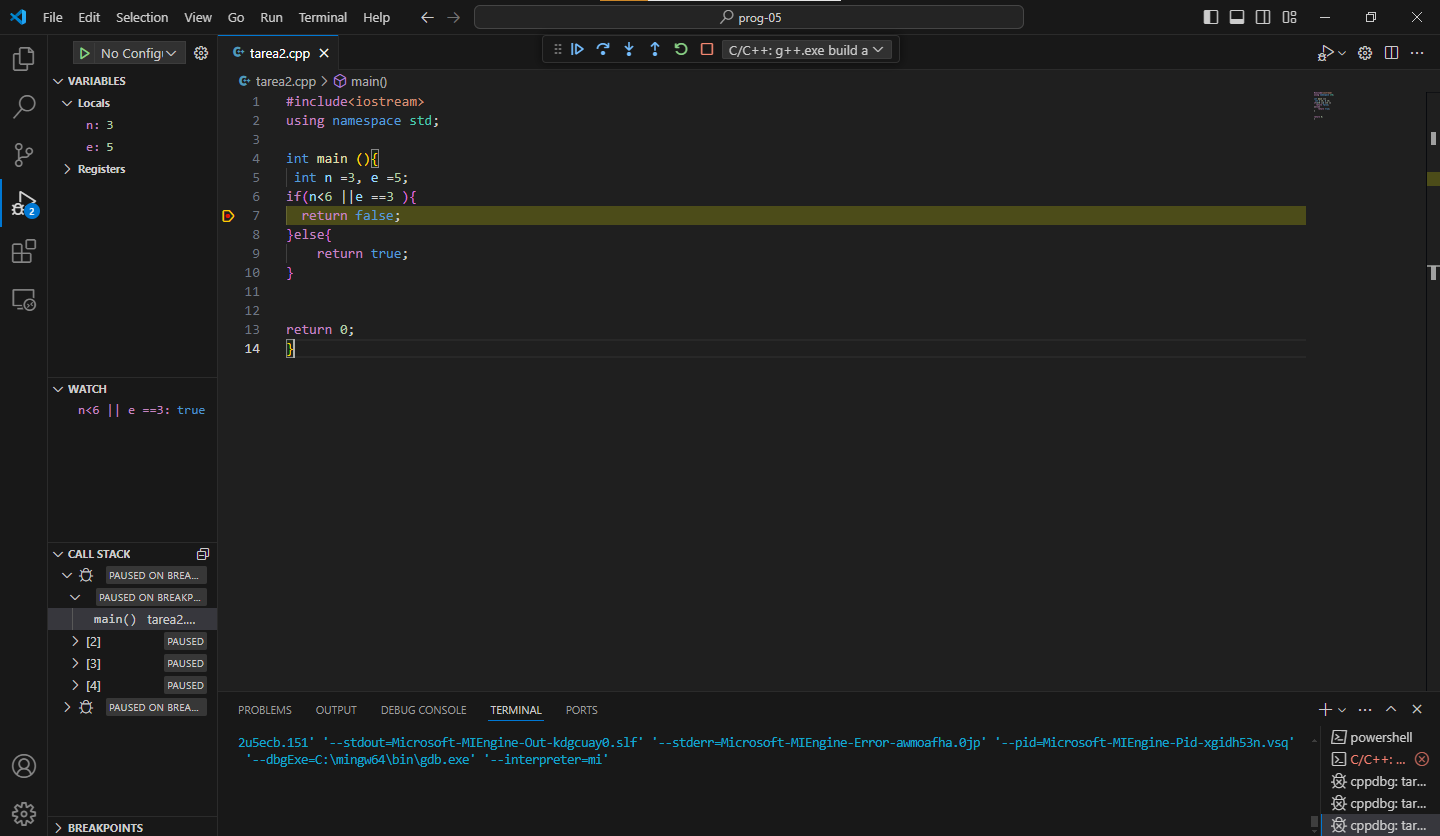 File Edit Selection View Go Run Terminal Help prog-05
No Config
tarea2.cpp
C/C++: g++.exe build a
VARIABLES
Locals
n: 3
e: 5
Registers
WATCH
n<6 || e ==3: true
CALL STACK
PAUSED ON BREA...
PAUSED ON BREAKP...
main() tarea2....
[2] PAUSED
[3] PAUSED
[4] PAUSED
PAUSED ON BREA...
BREAKPOINTS
2
tarea2.cpp > main()
1 #include<iostream>
2 using namespace std;
3
4 int main (){
5 int n =3, e =5;
6 if(n<6 ||e ==3 ){
7 return false;
8 }else{
9 return true;
10 }
11
12
13 return 0;
14 }
PROBLEMS OUTPUT DEBUG CONSOLE TERMINAL PORTS
2u5ecb.151' '--stdout=Microsoft-MIEngine-Out-kdgcuay0.slf' '--stderr=Microsoft-MIEngine-Error-awmoafha.0jp' '--pid=Microsoft-MIEngine-Pid-xgidh53n.vsq'
'--dbgExe=C:\mingw64\bin\gdb.exe' '--interpreter=mi'
powershell
C/C++: ...
cppdbg: tar...
cppdbg: tar...
cppdbg: tar...